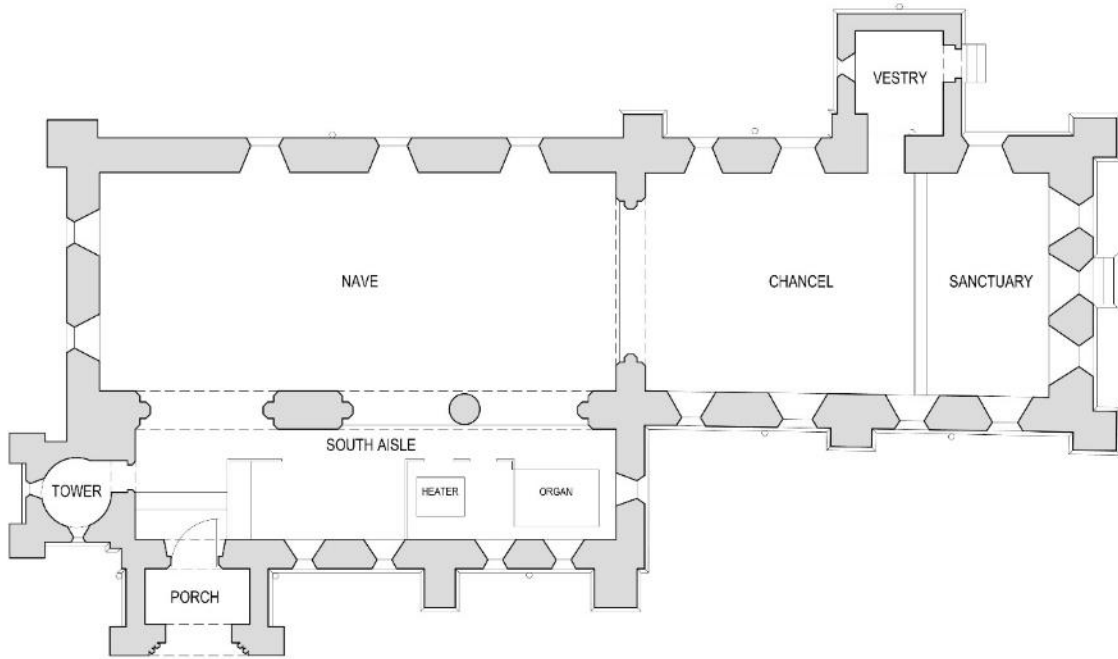 VESTRY
NAVE
CHANCEL
SANCTUARY
SOUTH AISLE
TOWER
HEATER
ORGAN
PORCH